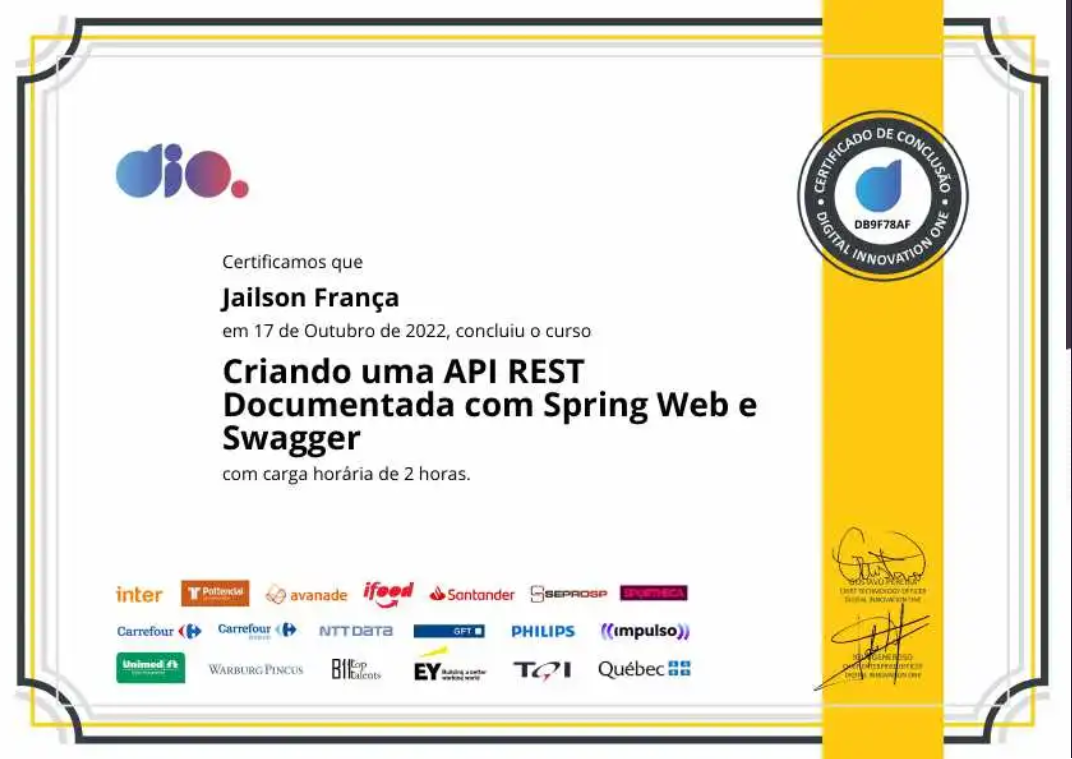 dio.
CERTIFICADO DE CONCLUSÃO
DB9F78AF
DIGITAL INNOVATION ONE
Certificamos que
Jailson França
em 17 de Outubro de 2022, concluiu o curso
Criando uma API REST
Documentada com Spring Web e
Swagger
com carga horária de 2 horas.
inter Pottencial avanade ifood Santander SEPROSP SPORTHECA
Carrefour Carrefour NTT DATA GFT PHILIPS ((impulso))
Unimed WARBURG PINCUS B11 top talents EY Building a better working world TQI Québec
GUSTAVO PEREIRA
CHIEF TECHNOLOGY OFFICER
DIGITAL INNOVATION ONE
GENEROSO
DIGITAL INNOVATION ONE